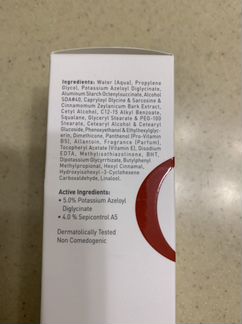 Ingredients: Water (Aqua), Propylene
Glycol, Potassium Azeloyl Diglycinate,
Aluminum Starch Octenylsuccinate, Alcohol
SDA#40, Capryloyl Glycine & Sarcosine &
Cinnamomum Zeylanicum Bark Extract,
Cetyl Alcohol, C12-15 Alkyl Benzoate,
Squalane, Glyceryl Stearate & PEG-100
Stearate, Cetearyl Alcohol & Cetearyl
Glucoside, Phenoxyethanol & Ethylhexylglyc-
erin, Dimethicone, Panthenol (Pro-Vitamin
B5), Allantoin, Fragrance (Parfum),
Tocopheryl Acetate (Vitamin E), Disodium
EDTA, Methylisothiazolinone, BHT,
Dipotassium Glycyrrhizate, Butylphenyl
Methylpropional, Hexyl Cinnamal,
Hydroxyisohexyl -3-Cyclohexene
Carboxaldehyde, Linalool.
Active Ingredients:
• 5.0% Potassium Azeloyl
Diglycinate
• 4.0 % Sepicontrol A5
Dermatolically Tested
Non Comedogenic